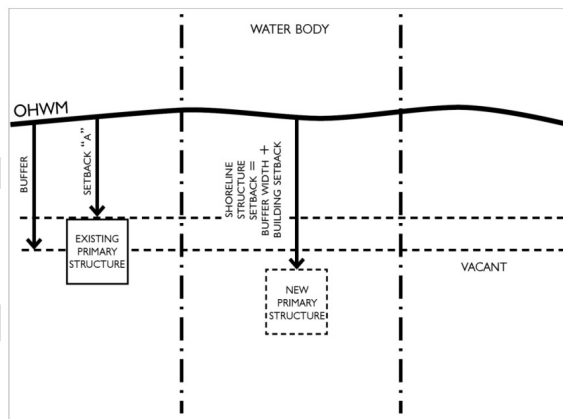 WATER BODY
OHWM
BUFFER
SETBACK "A"
SHORELINE
STRUCTURE
SETBACK =
BUFFER WIDTH +
BUILDING SETBACK
EXISTING
PRIMARY
STRUCTURE
VACANT
NEW
PRIMARY
STRUCTURE